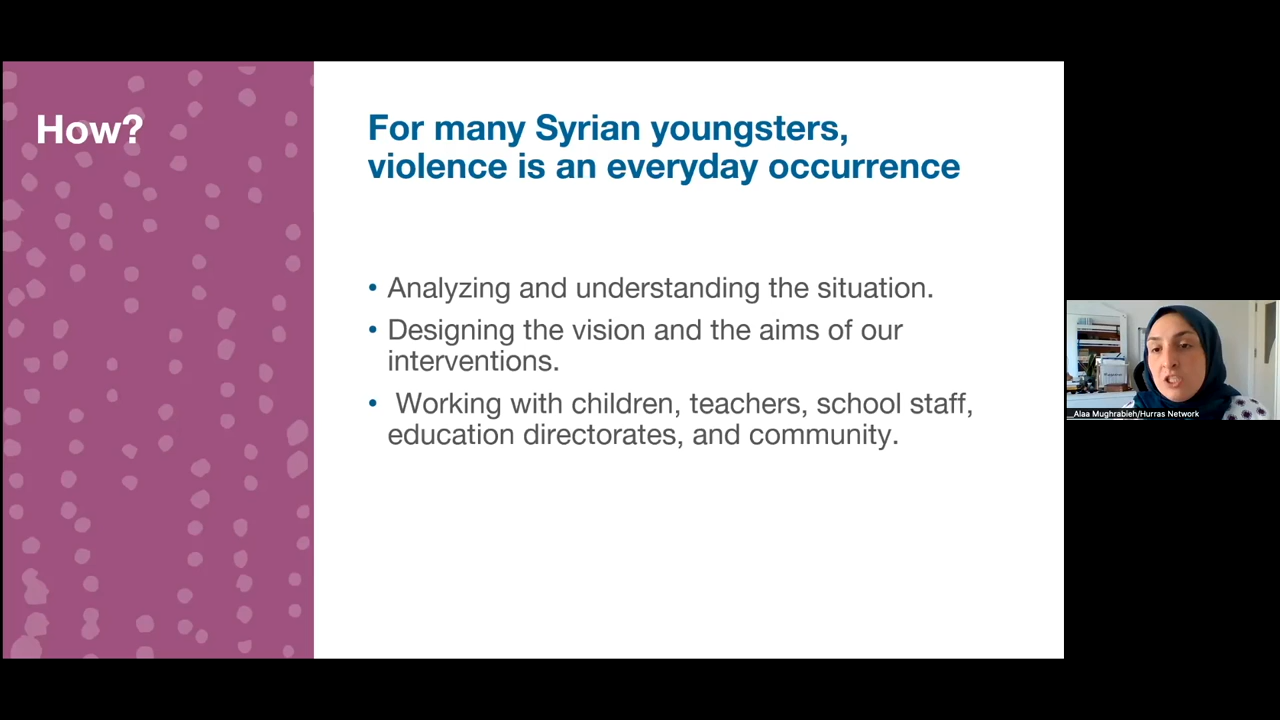 How?
For many Syrian youngsters,
violence is an everyday occurrence
• Analyzing and understanding the situation.
• Designing the vision and the aims of our
interventions.
• Working with children, teachers, school staff,
education directorates, and community.
_Alaa Mughrabieh/Hurras Network